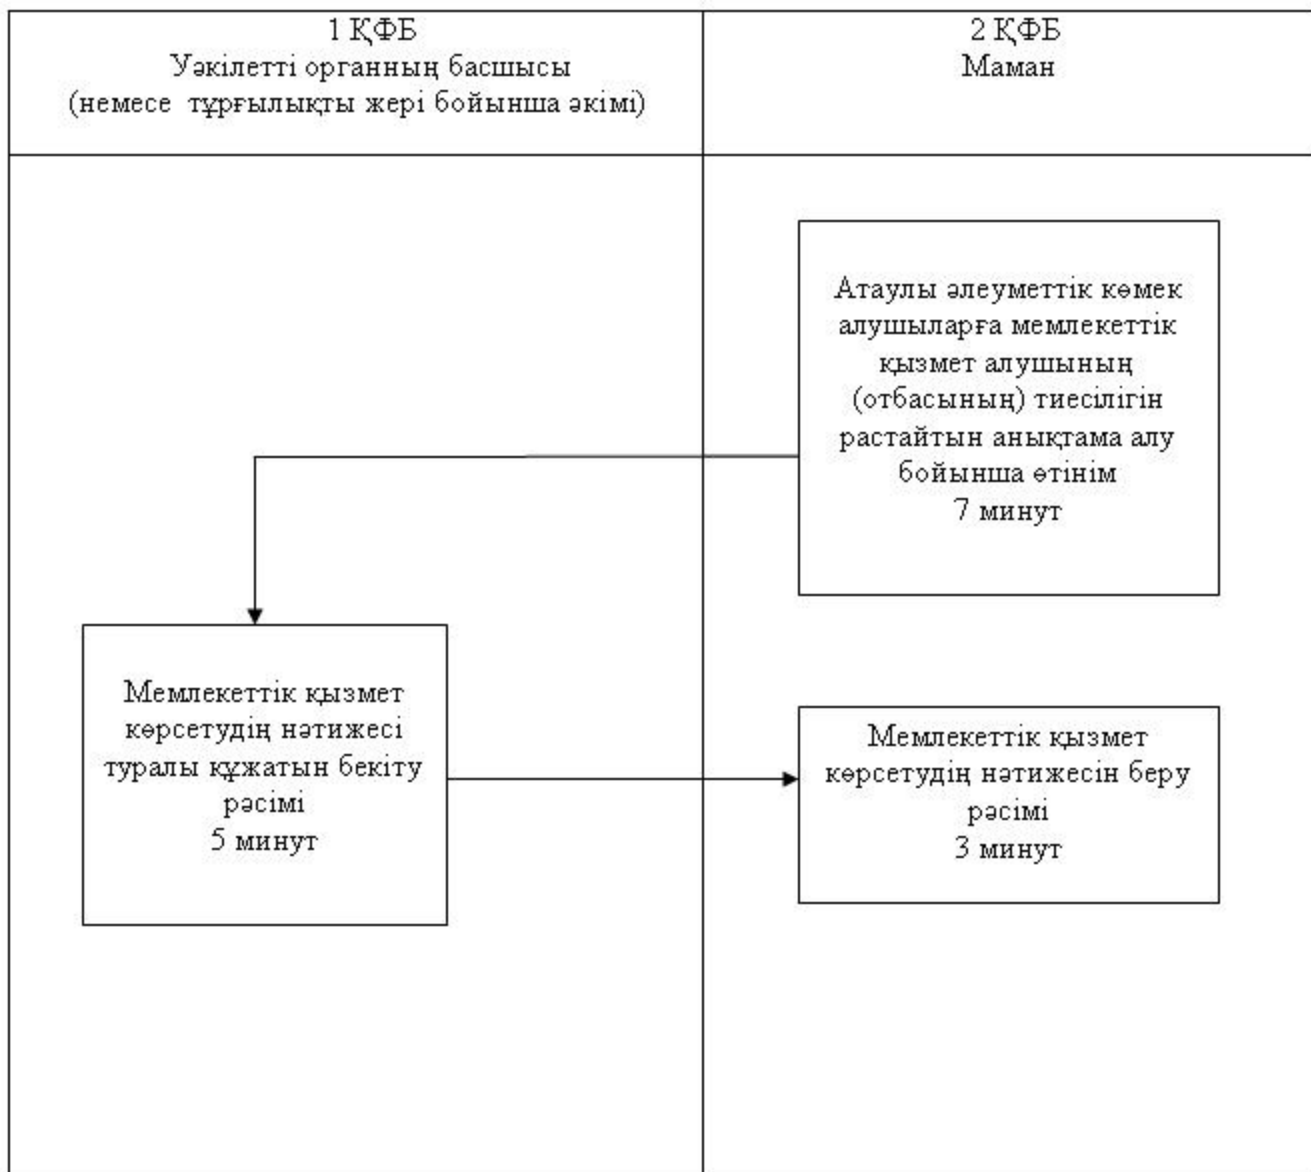 1 ҚФБ
Уәкілетті органның басшысы
(немесе тұрғылықты жері бойынша әкімі)
2 ҚФБ
Маман
Атаулы әлеуметтік көмек
алушыларға мемлекеттік
қызмет алушының
(отбасының) тиесілігін
растайтын анықтама алу
бойынша өтінім
7 минут
Мемлекеттік қызмет
көрсетудің нәтижесі
туралы құжатын бекіту
рәсімі
5 минут
Мемлекеттік қызмет
көрсетудің нәтижесін беру
рәсімі
3 минут